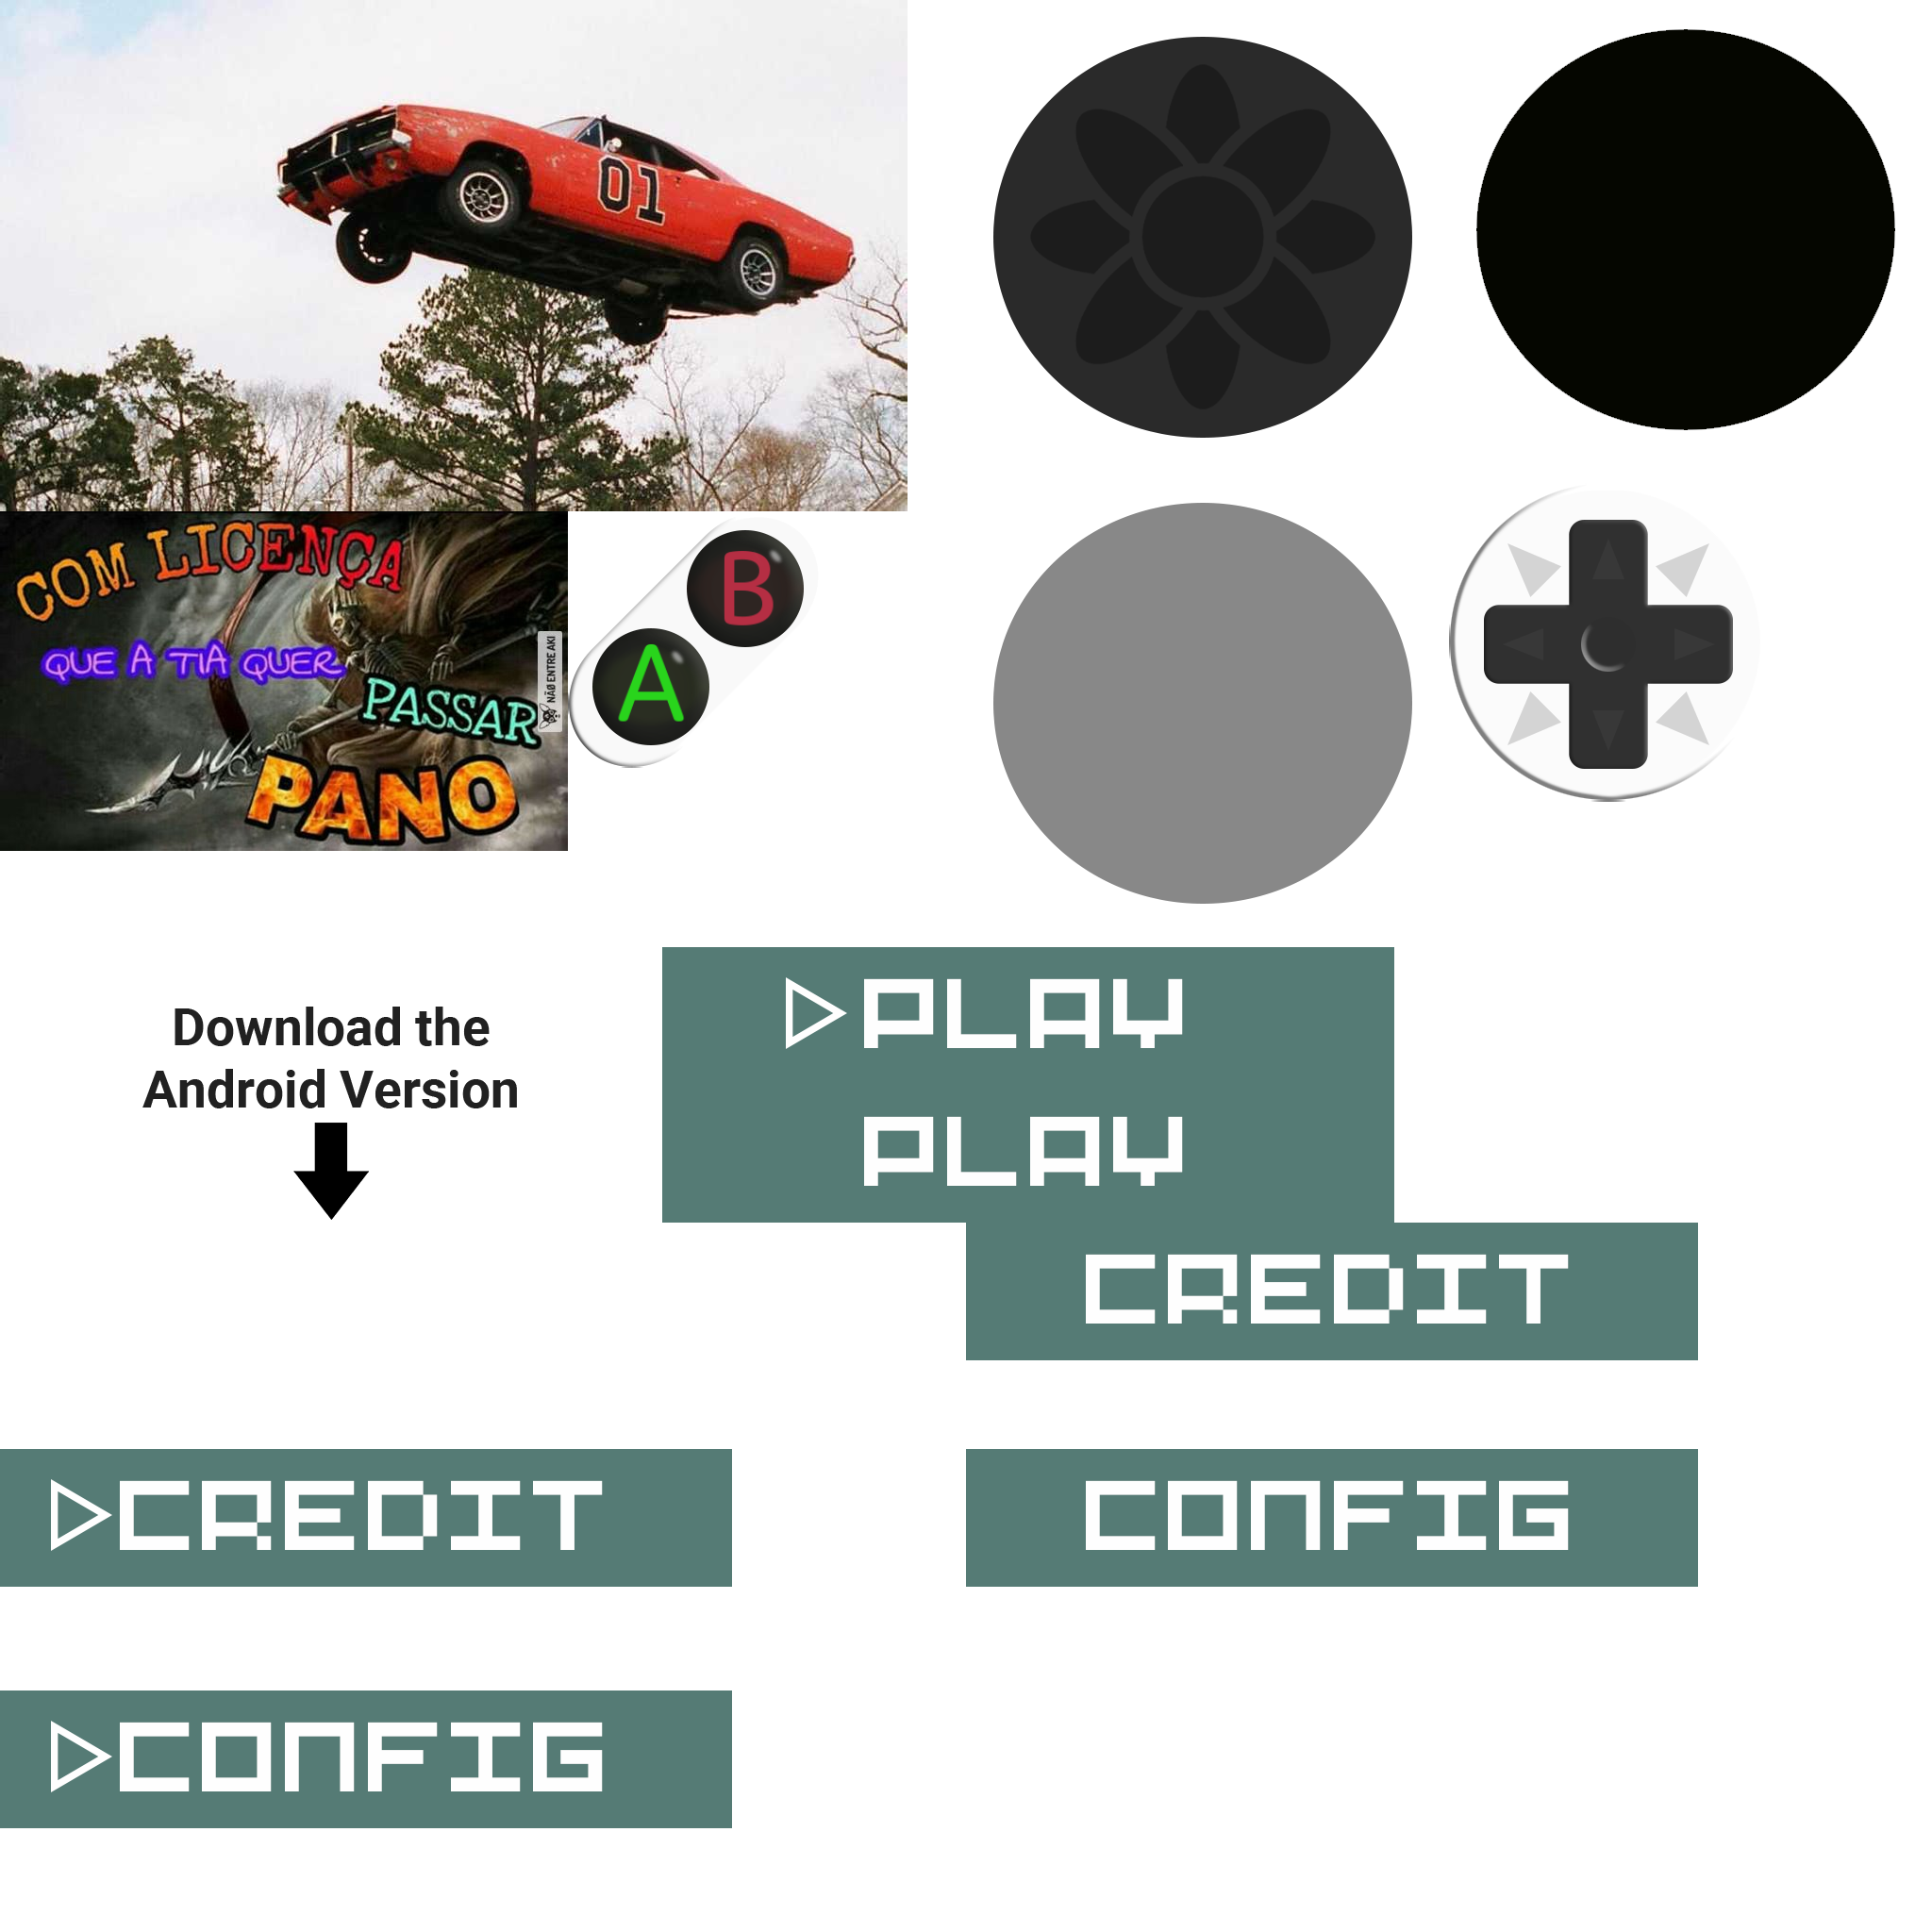 01
COM LICENÇA
QUE A TIA QUER
PASSAR
PANO
NÃØ ENTRE AKI
B
A
Download the
Android Version
PLAY
PLAY
CREDIT
CREDIT
CONFIG
CONFIG